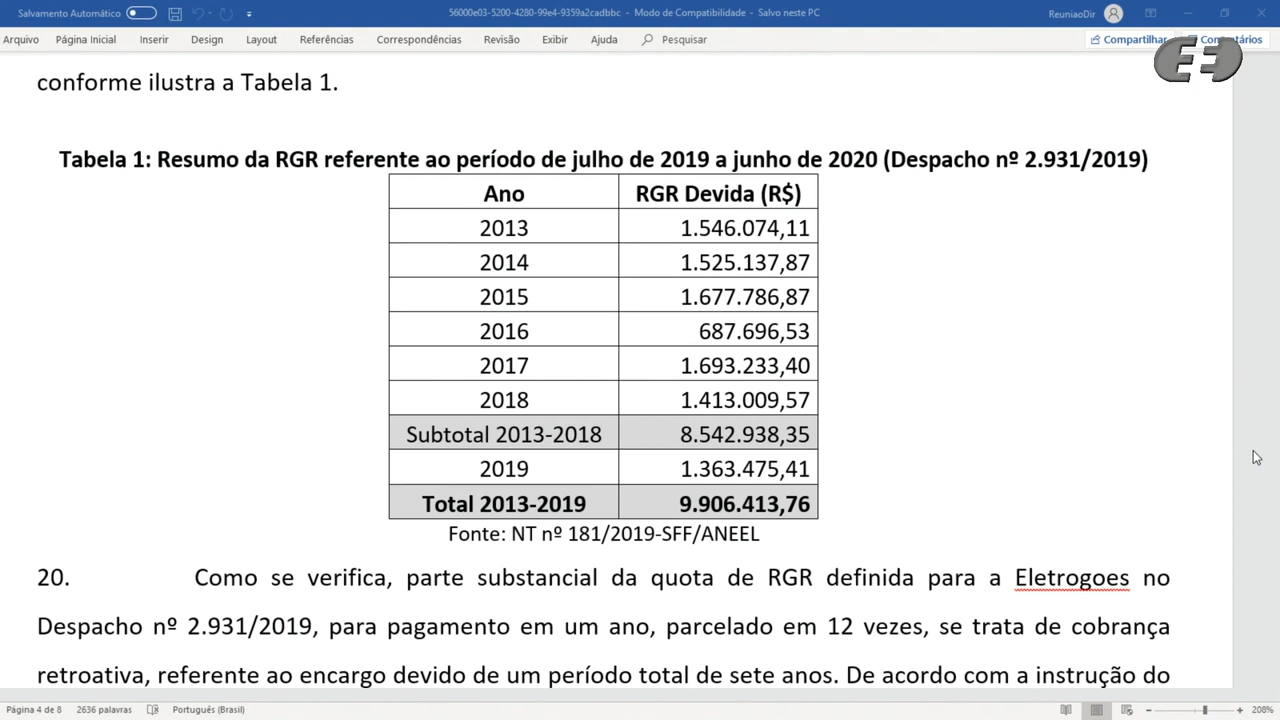 Salvamento Automático 56000e03-5200-4280-99e4-9359a2cadbbc - Modo de Compatibilidade - Salvo neste PC ReuniaoDir
Arquivo Página Inicial Inserir Design Layout Referências Correspondências Revisão Exibir Ajuda Pesquisar Compartilhar Comentários
conforme ilustra a Tabela 1.
Tabela 1: Resumo da RGR referente ao período de julho de 2019 a junho de 2020 (Despacho nº 2.931/2019)
Ano RGR Devida (R$)
2013 1.546.074,11
2014 1.525.137,87
2015 1.677.786,87
2016 687.696,53
2017 1.693.233,40
2018 1.413.009,57
Subtotal 2013-2018 8.542.938,35
2019 1.363.475,41
Total 2013-2019 9.906.413,76
Fonte: NT nº 181/2019-SFF/ANEEL
20. Como se verifica, parte substancial da quota de RGR definida para a Eletrogoes no
Despacho nº 2.931/2019, para pagamento em um ano, parcelado em 12 vezes, se trata de cobrança
retroativa, referente ao encargo devido de um período total de sete anos. De acordo com a instrução do
Página 4 de 8 2636 palavras Português (Brasil) 208%